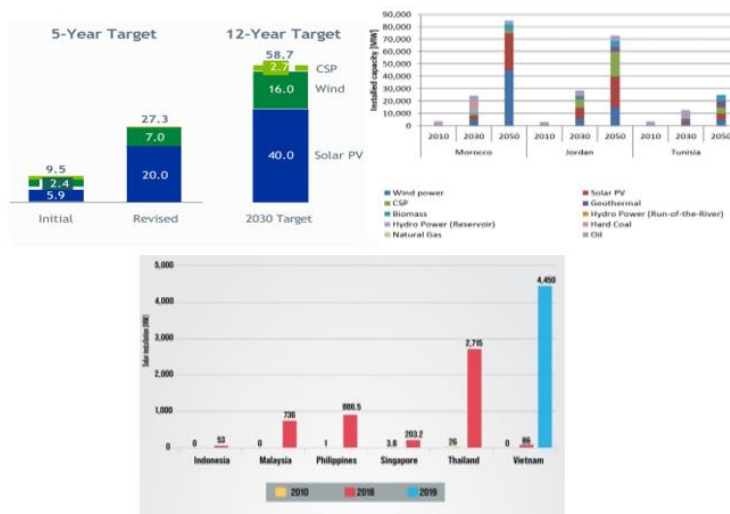 5-Year Target
12-Year Target
58.7
2.7
CSP
16.0
Wind
27.3
7.0
40.0
Solar PV
9.5
2.4
5.9
20.0
Initial
Revised
2030 Target
Installed capacity [MW]
90,000
80,000
70,000
60,000
50,000
40,000
30,000
20,000
10,000
0
2010 2030 2050 2010 2030 2050 2010 2030 2050
Morocco Jordan Tunisia
Wind power
Solar PV
CSP
Geothermal
Biomass
Hydro Power (Run-of-the-River)
Hydro Power (Reservoir)
Hard Coal
Natural Gas
Oil
Solar installation (MW)
5,000
4,000
3,000
2,000
1,000
0
4,450
2,715
0 53
0 736
1 886.5
3.8 203.2
26
0 86
Indonesia Malaysia Philippines Singapore Thailand Vietnam
2010 2018 2019